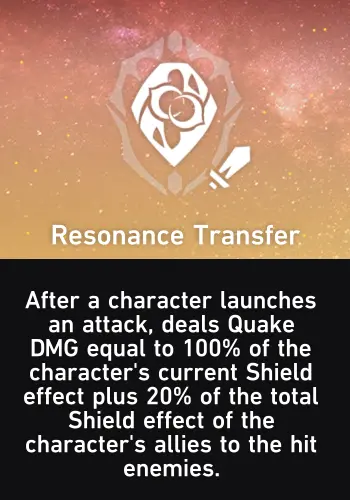 Resonance Transfer
After a character launches
an attack, deals Quake
DMG equal to 100% of the
character's current Shield
effect plus 20% of the total
Shield effect of the
character's allies to the hit
enemies.